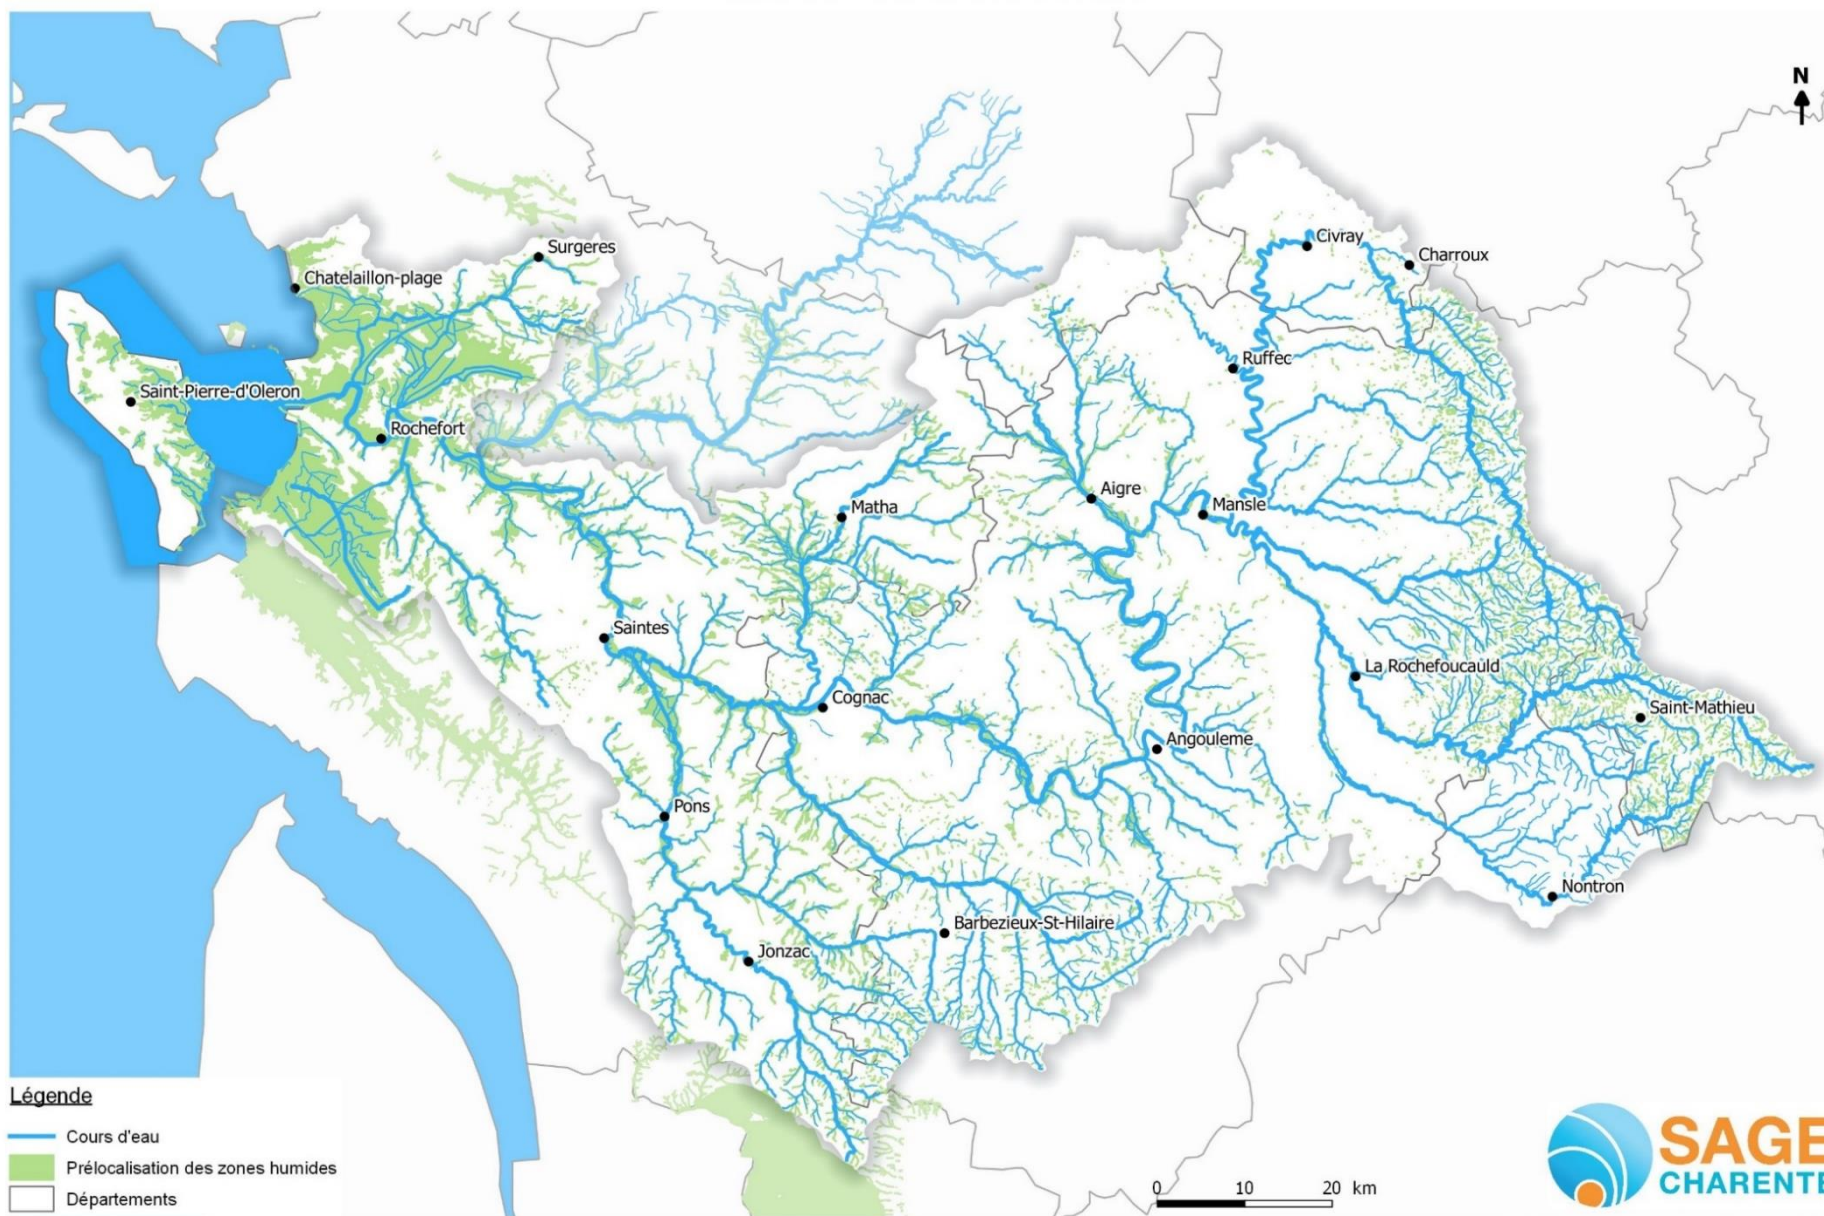 N
Civray
Surgeres
Charroux
Chatelaillon-plage
Ruffec
Saint-Pierre-d'Oleron
Rochefort
Aigre
Matha
Mansle
Saintes
La Rochefoucauld
Cognac
Saint-Mathieu
Angouleme
Pons
Nontron
Barbezieux-St-Hilaire
Jonzac
Légende
Cours d'eau
Prélocalisation des zones humides
Départements
0 10 20 km
SAGE
CHARENTE